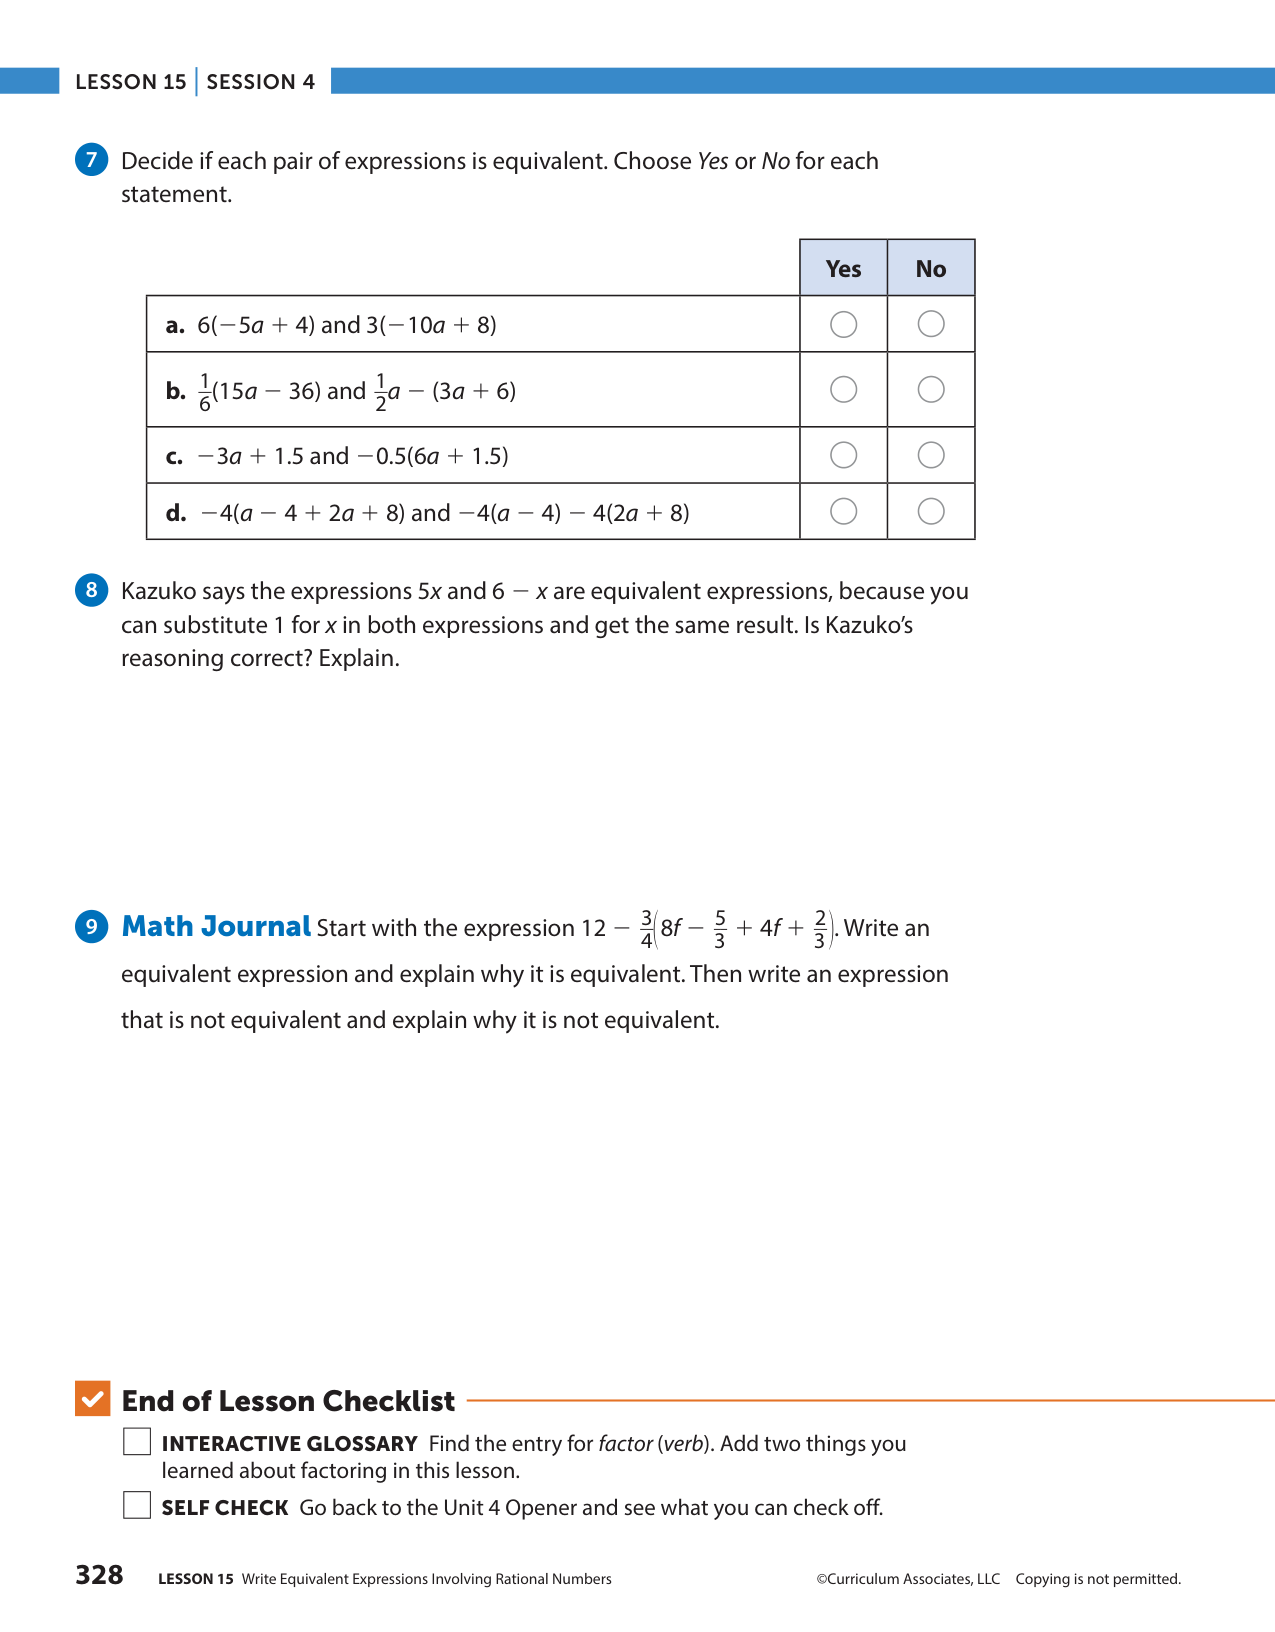 LESSON 15 | SESSION 4
7 Decide if each pair of expressions is equivalent. Choose Yes or No for each
statement.
Yes No
a. 6(−5a + 4) and 3(−10a + 8)
b. 1/6(15a − 36) and 1/2a − (3a + 6)
c. −3a + 1.5 and −0.5(6a + 1.5)
d. −4(a − 4 + 2a + 8) and −4(a − 4) − 4(2a + 8)
8 Kazuko says the expressions 5x and 6 − x are equivalent expressions, because you
can substitute 1 for x in both expressions and get the same result. Is Kazuko’s
reasoning correct? Explain.
9 Math Journal Start with the expression 12 − 3/4(8f − 5/3 + 4f + 2/3). Write an
equivalent expression and explain why it is equivalent. Then write an expression
that is not equivalent and explain why it is not equivalent.
End of Lesson Checklist
INTERACTIVE GLOSSARY Find the entry for factor (verb). Add two things you
learned about factoring in this lesson.
SELF CHECK Go back to the Unit 4 Opener and see what you can check off.
328 LESSON 15 Write Equivalent Expressions Involving Rational Numbers ©Curriculum Associates, LLC Copying is not permitted.